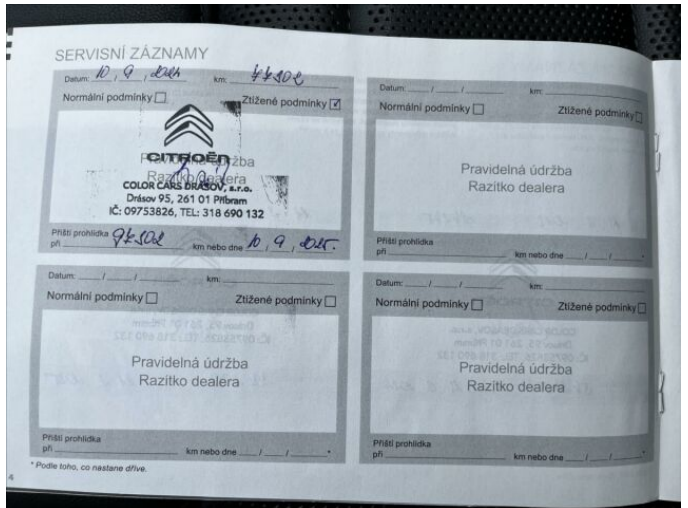 SERVISNÍ ZÁZNAMY
Datum: 10 / 9 / 2024 km: 77502
Normální podmínky Ztížené podmínky
Pravidelná údržba
Razítko dealera
CITROËN
COLOR CARS DRASOV, s.r.o.
Drásov 95, 261 01 Příbram
IČ: 09753826, TEL: 318 690 132
Příští prohlídka
při 97502 km nebo dne 10 / 9 / 2025. *
Datum: / / km:
Normální podmínky Ztížené podmínky
Pravidelná údržba
Razítko dealera
Příští prohlídka
při km nebo dne / / *
Datum: / / km:
Normální podmínky Ztížené podmínky
Pravidelná údržba
Razítko dealera
Příští prohlídka
při km nebo dne / / *
Datum: / / km:
Normální podmínky Ztížené podmínky
Pravidelná údržba
Razítko dealera
Příští prohlídka
při km nebo dne / / *
* Podle toho, co nastane dříve.
4